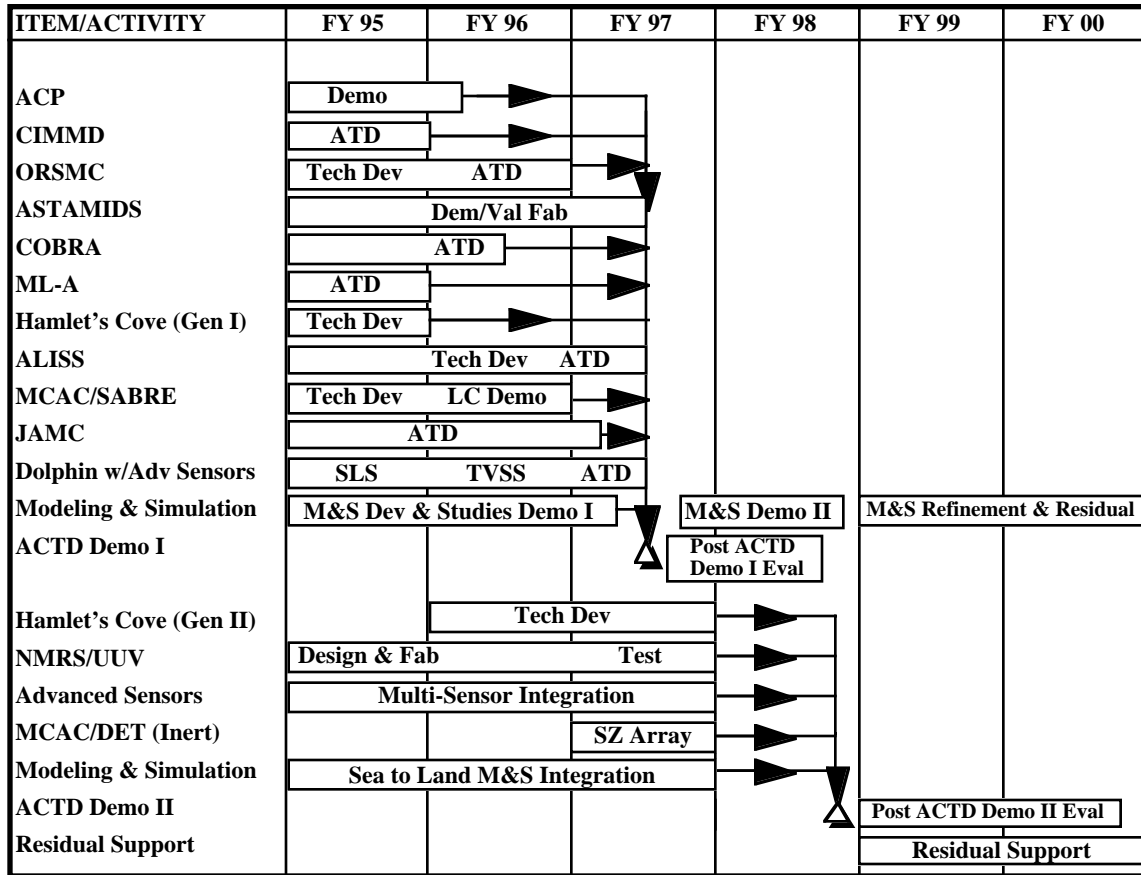 ITEM/ACTIVITY FY 95 FY 96 FY 97 FY 98 FY 99 FY 00
ACP Demo
CIMMD ATD
ORSMC Tech Dev ATD
ASTAMIDS Dem/Val Fab
COBRA ATD
ML-A ATD
Hamlet's Cove (Gen I) Tech Dev
ALISS Tech Dev ATD
MCAC/SABRE Tech Dev LC Demo
JAMC ATD
Dolphin w/Adv Sensors SLS TVSS ATD
Modeling & Simulation M&S Dev & Studies Demo I M&S Demo II M&S Refinement & Residual
ACTD Demo I Post ACTD
Demo I Eval
Hamlet's Cove (Gen II) Tech Dev
NMRS/UUV Design & Fab Test
Advanced Sensors Multi-Sensor Integration
MCAC/DET (Inert) SZ Array
Modeling & Simulation Sea to Land M&S Integration
ACTD Demo II Post ACTD Demo II Eval
Residual Support Residual Support